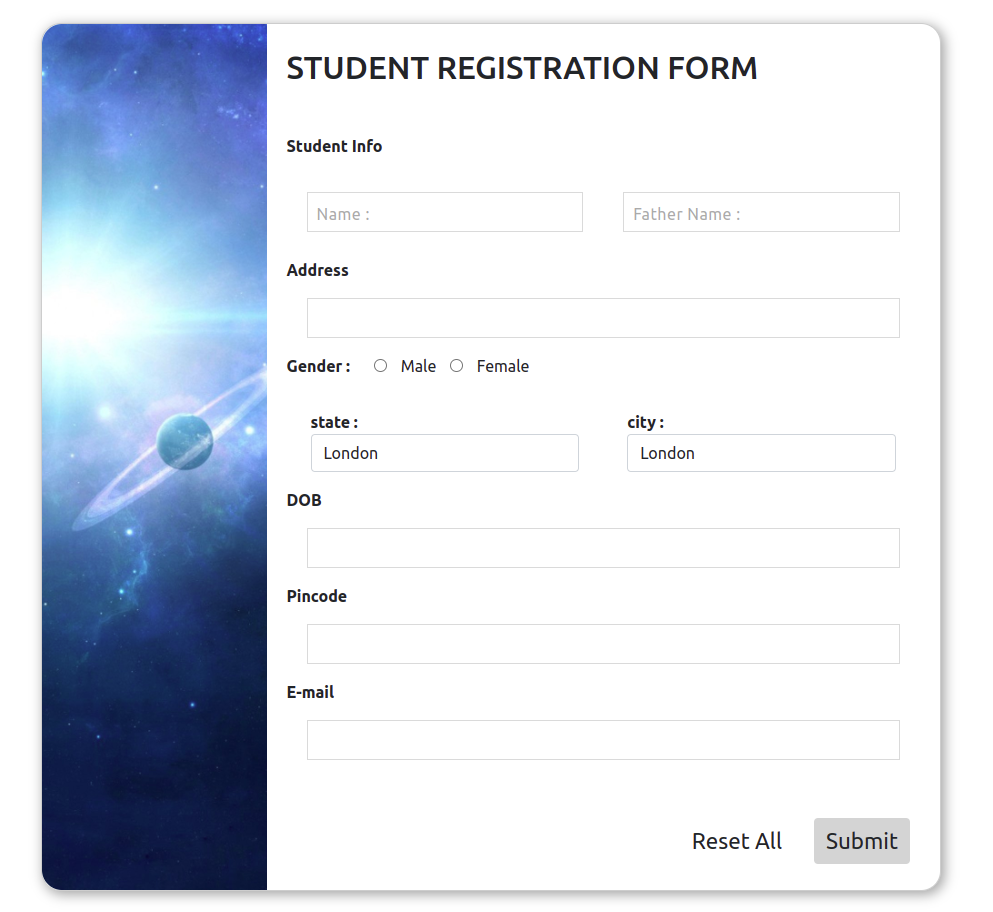 STUDENT REGISTRATION FORM
Student Info
Name : Father Name :
Address
Gender : Male Female
state : city :
London London
DOB
Pincode
E-mail
Reset All Submit